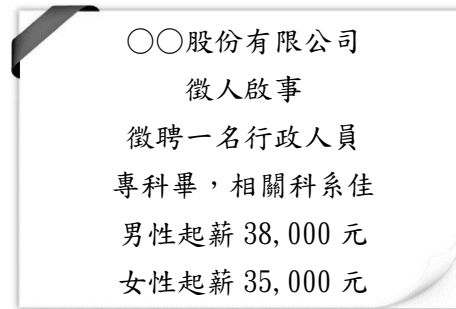 ○○股份有限公司
徵人啟事
徵聘一名行政人員
專科畢，相關科系佳
男性起薪 38,000 元
女性起薪 35,000 元